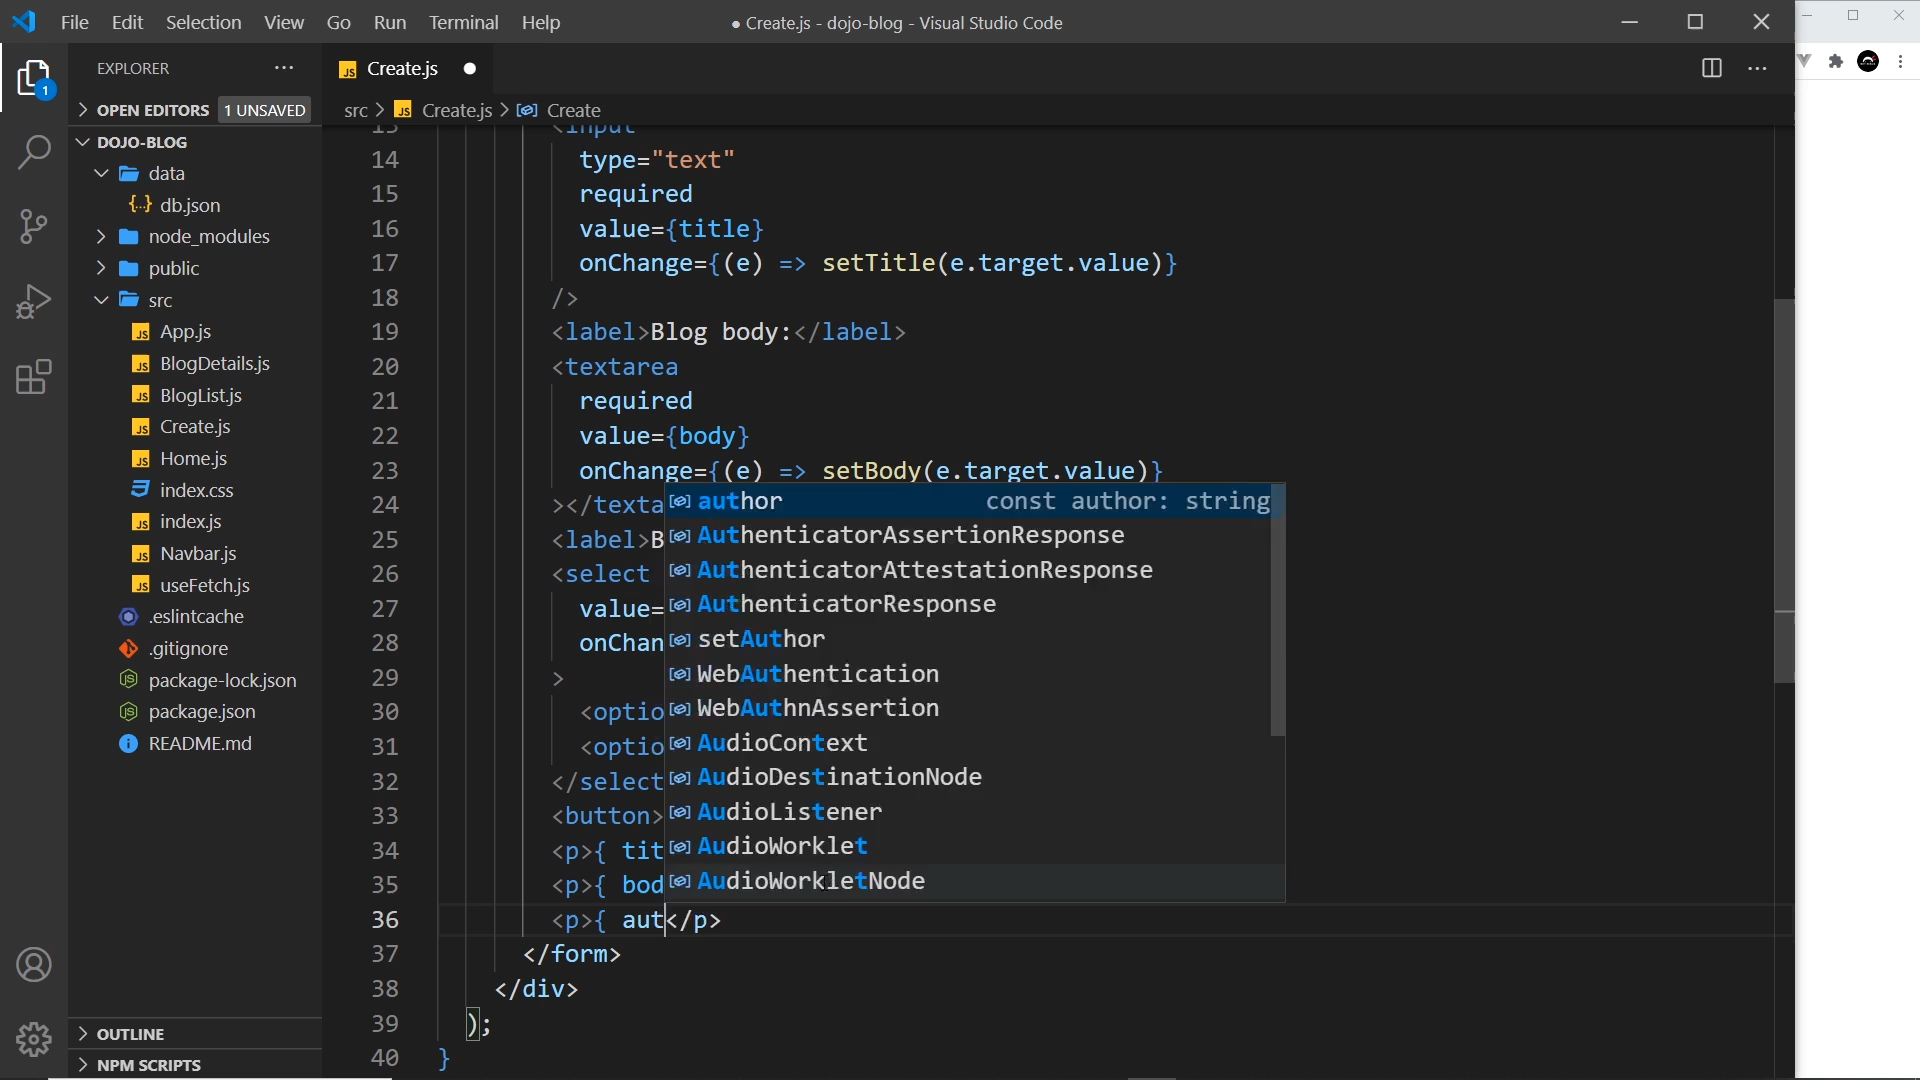 File Edit Selection View Go Run Terminal Help
● Create.js - dojo-blog - Visual Studio Code
EXPLORER
Create.js
OPEN EDITORS 1 UNSAVED
src > Create.js > Create
DOJO-BLOG
data
db.json
node_modules
public
src
App.js
BlogDetails.js
BlogList.js
Create.js
Home.js
index.css
index.js
Navbar.js
useFetch.js
.eslintcache
.gitignore
package-lock.json
package.json
README.md
OUTLINE
NPM SCRIPTS
1
13 <input
14 type="text"
15 required
16 value={title}
17 onChange={(e) => setTitle(e.target.value)}
18 />
19 <label>Blog body:</label>
20 <textarea
21 required
22 value={body}
23 onChange={(e) => setBody(e.target.value)}
24 ></texta
25 <label>B
26 <select
27 value=
28 onChan
29 >
30 <optio
31 <optio
32 </select
33 <button>
34 <p>{ tit
35 <p>{ bod
36 <p>{ aut</p>
37 </form>
38 </div>
39 );
40 }
author const author: string
AuthenticatorAssertionResponse
AuthenticatorAttestationResponse
AuthenticatorResponse
setAuthor
WebAuthentication
WebAuthnAssertion
AudioContext
AudioDestinationNode
AudioListener
AudioWorklet
AudioWorkletNode